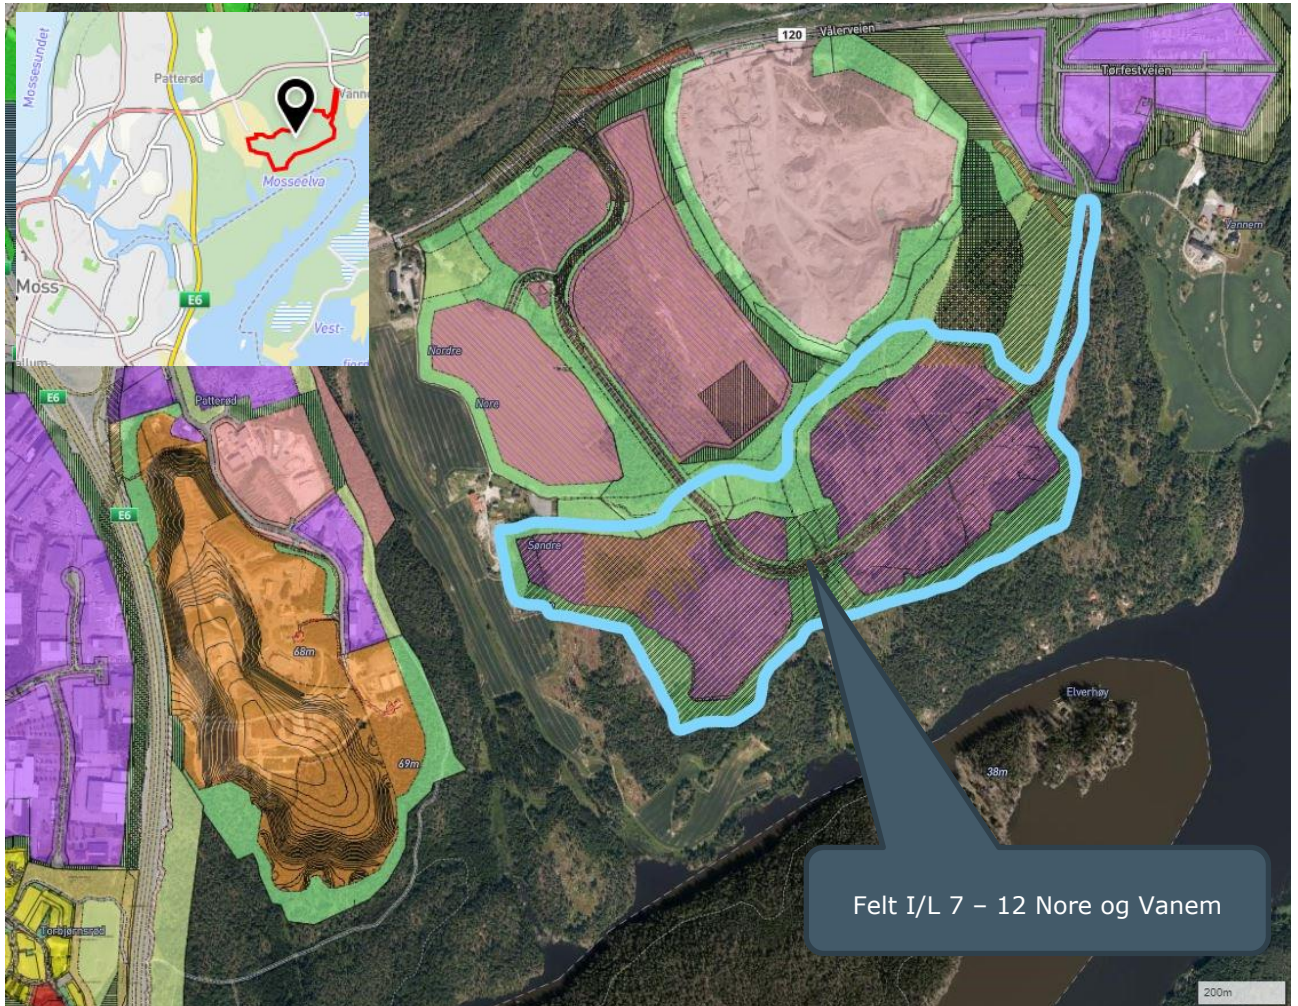 Mossesundet
Patterød
Mosseelva
Moss
E6
Vest-
120
Vålerveien
Tørfestveien
Vannem
Nordre
Nore
E6
Patterød
E6
Søndre
68m
69m
Elverhøy
38m
Felt I/L 7 – 12 Nore og Vanem
Torbjørnsrød
200m